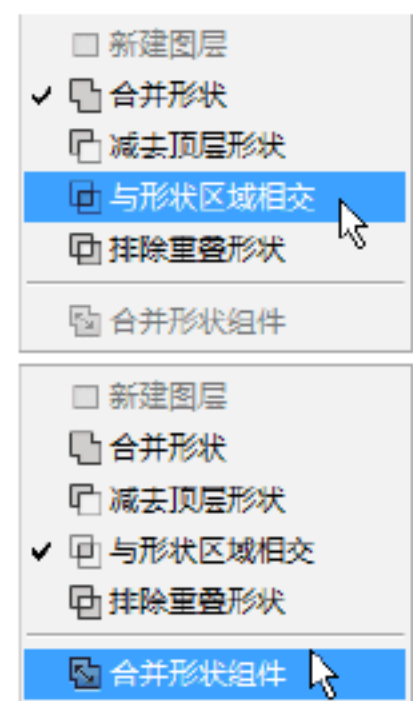 新建图层
合并形状
减去顶层形状
与形状区域相交
排除重叠形状
合并形状组件
新建图层
合并形状
减去顶层形状
与形状区域相交
排除重叠形状
合并形状组件